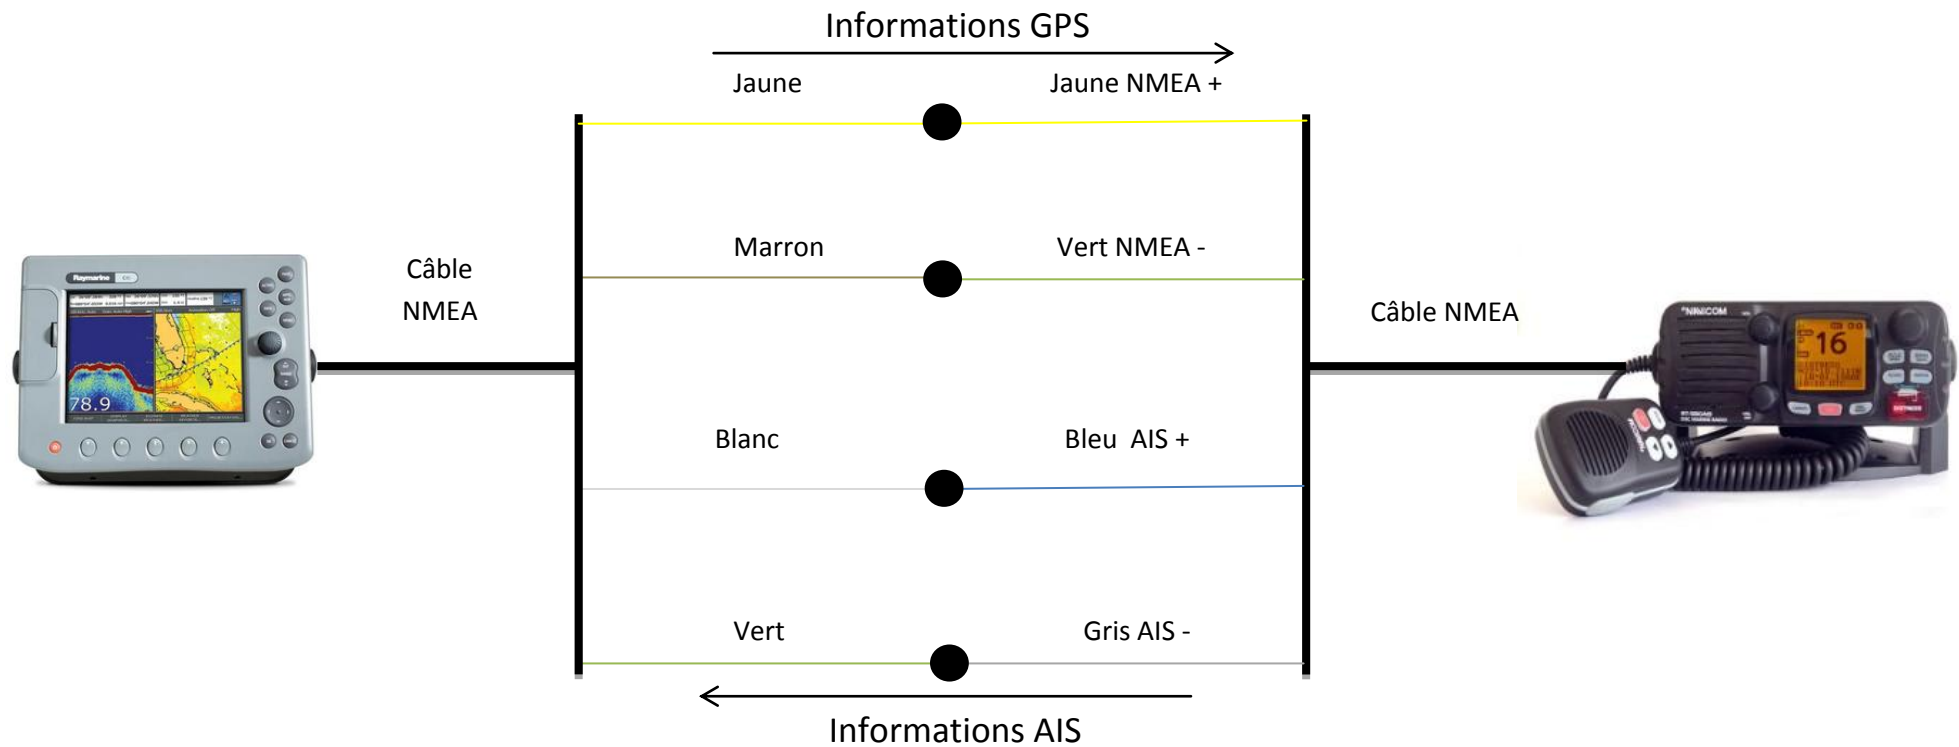 Informations GPS
Jaune
Jaune NMEA +
Marron
Vert NMEA -
Câble
NMEA
Câble NMEA
Raymarine
NAVICOM
16
78.9
Blanc
Bleu AIS +
Vert
Gris AIS -
Informations AIS